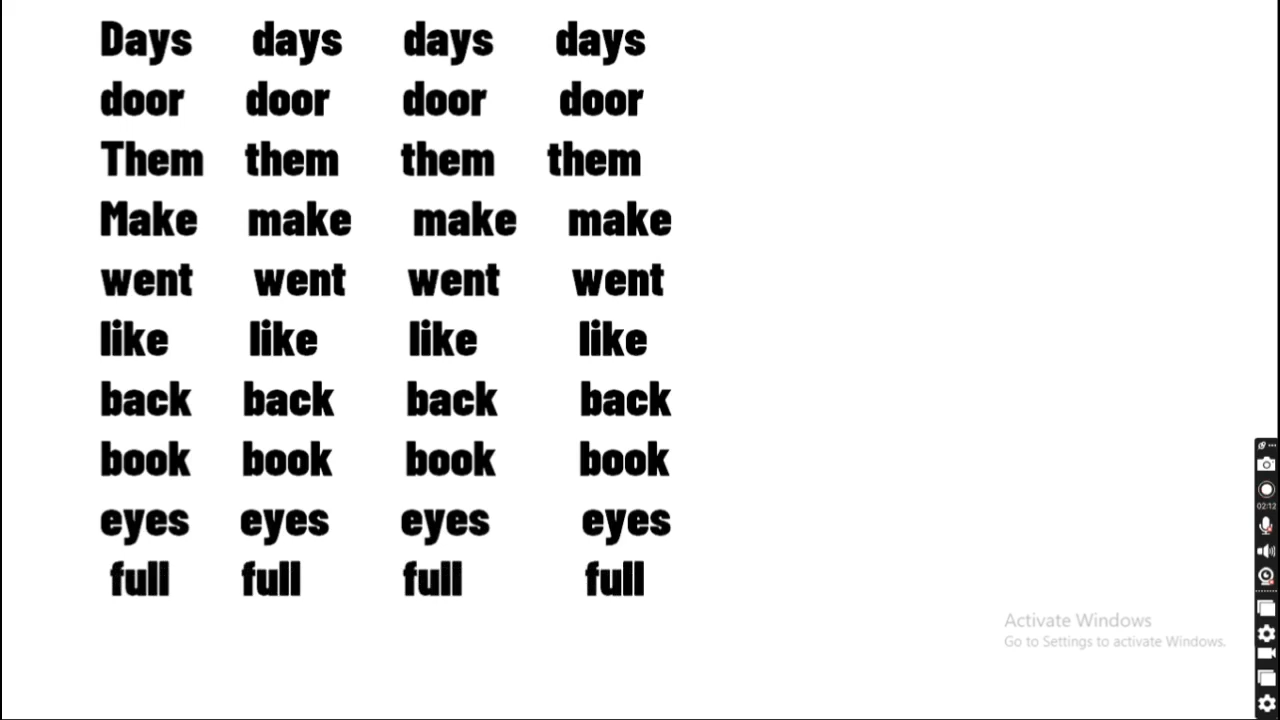 Days days days days
door door door door
Them them them them
Make make make make
went went went went
like like like like
back back back back
book book book book
eyes eyes eyes eyes
full full full full
02:12
Activate Windows
Go to Settings to activate Windows.